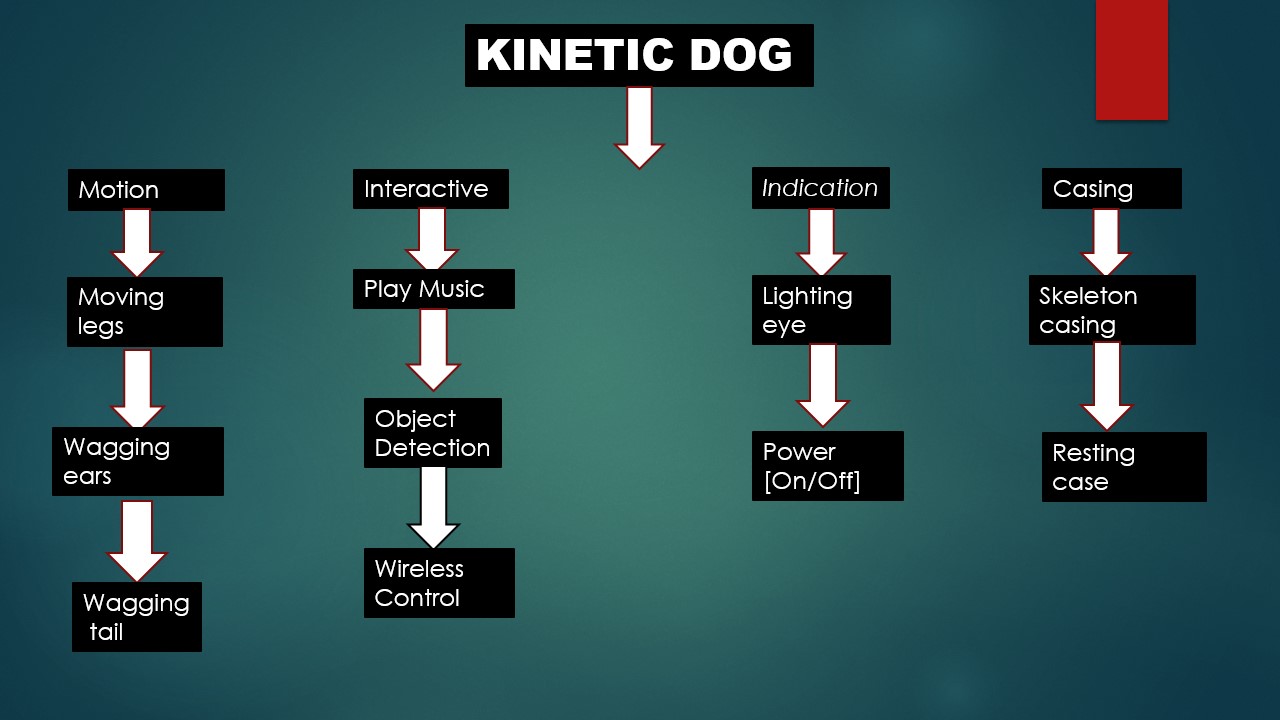 KINETIC DOG
Motion
Moving
legs
Wagging
ears
Wagging
tail
Interactive
Play Music
Object
Detection
Wireless
Control
Indication
Lighting
eye
Power
[On/Off]
Casing
Skeleton
casing
Resting
case